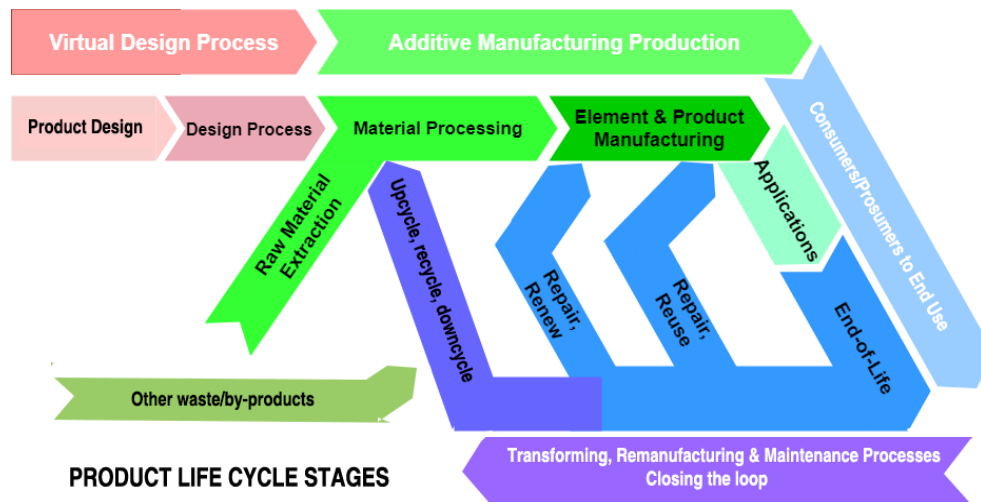 Virtual Design Process
Additive Manufacturing Production
Product Design
Design Process
Material Processing
Element & Product
Manufacturing
Applications
Consumers/Prosumers to End Use
Raw Material
Extraction
Upcycle, recycle, downcycle
Repair,
Renew
Repair,
Reuse
End-of-Life
Other waste/by-products
PRODUCT LIFE CYCLE STAGES
Transforming, Remanufacturing & Maintenance Processes
Closing the loop